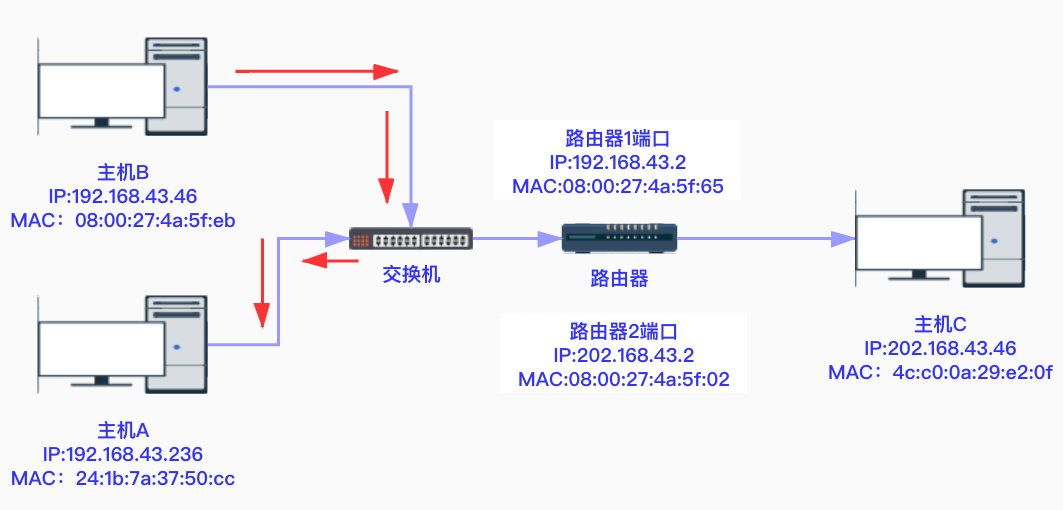 主机B
IP:192.168.43.46
MAC：08:00:27:4a:5f:eb
路由器1端口
IP:192.168.43.2
MAC:08:00:27:4a:5f:65
交换机
路由器
路由器2端口
IP:202.168.43.2
MAC:08:00:27:4a:5f:02
主机C
IP:202.168.43.46
MAC：4c:c0:0a:29:e2:0f
主机A
IP:192.168.43.236
MAC：24:1b:7a:37:50:cc